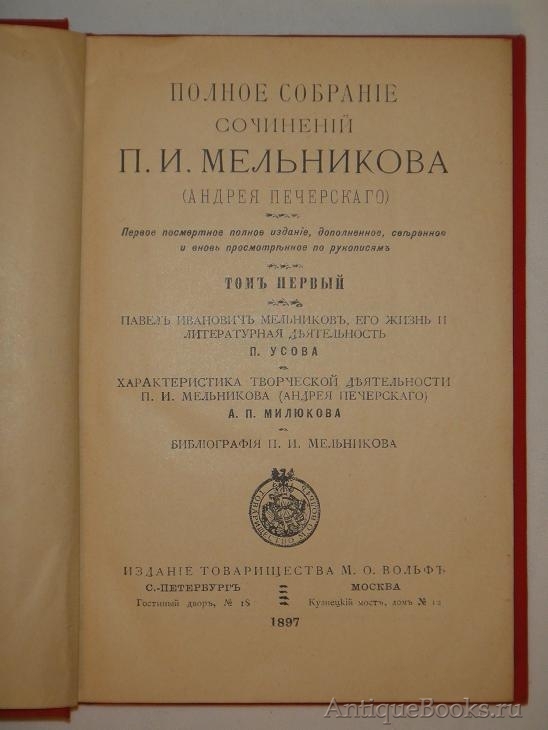 ПОЛНОЕ СОБРАНІЕ
СОЧИНЕНІЙ
П. И. МЕЛЬНИКОВА
(АНДРЕЯ ПЕЧЕРСКАГО)
Первое посмертное полное изданіе, дополненное, свѣренное
и вновь просмотрѣнное по рукописямъ
ТОМЪ ПЕРВЫЙ
ПАВЕЛЪ ИВАНОВИЧЪ МЕЛЬНИКОВЪ, ЕГО ЖИЗНЬ И
ЛИТЕРАТУРНАЯ ДѢЯТЕЛЬНОСТЬ
П. УСОВА
ХАРАКТЕРИСТИКА ТВОРЧЕСКОЙ ДѢЯТЕЛЬНОСТИ
П. И. МЕЛЬНИКОВА (АНДРЕЯ ПЕЧЕРСКАГО)
А. П. МИЛЮКОВА
БИБЛІОГРАФІЯ П. И. МЕЛЬНИКОВА
ТОВАРИЩЕСТВО М О ВОЛЬФЪ
ИЗДАНІЕ ТОВАРИЩЕСТВА М. О. ВОЛЬФЪ
С.-ПЕТЕРБУРГЪ МОСКВА
Гостиный дворъ, № 18 Кузнецкій мостъ, домъ № 12
1897
AntiqueBooks.ru